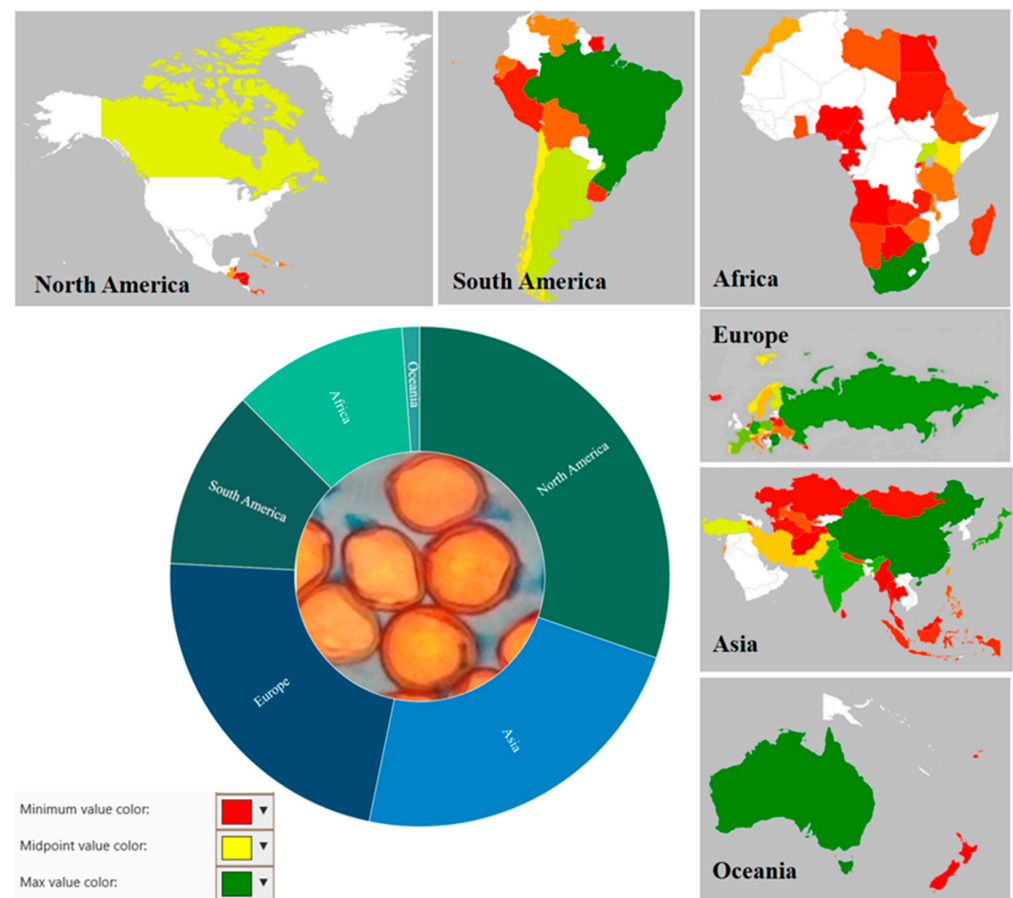 North America
South America
Africa
Europe
Asia
Oceania
Oceania
Africa
North America
South America
Europe
Asia
Minimum value color:
Midpoint value color:
Max value color: